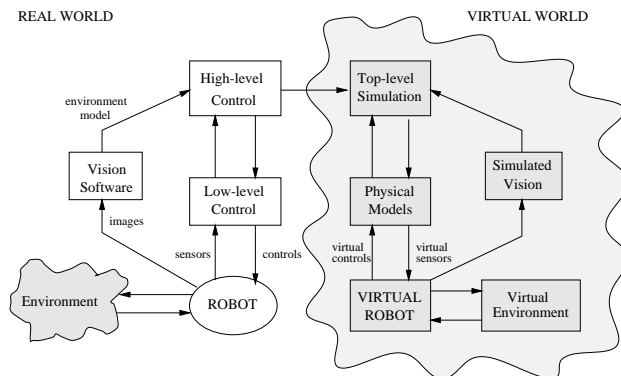 REAL WORLD
VIRTUAL WORLD
High-level
Control
Top-level
Simulation
environment
model
Vision
Software
Low-level
Control
Physical
Models
Simulated
Vision
images
sensors
controls
virtual
controls
virtual
sensors
Environment
ROBOT
VIRTUAL
ROBOT
Virtual
Environment